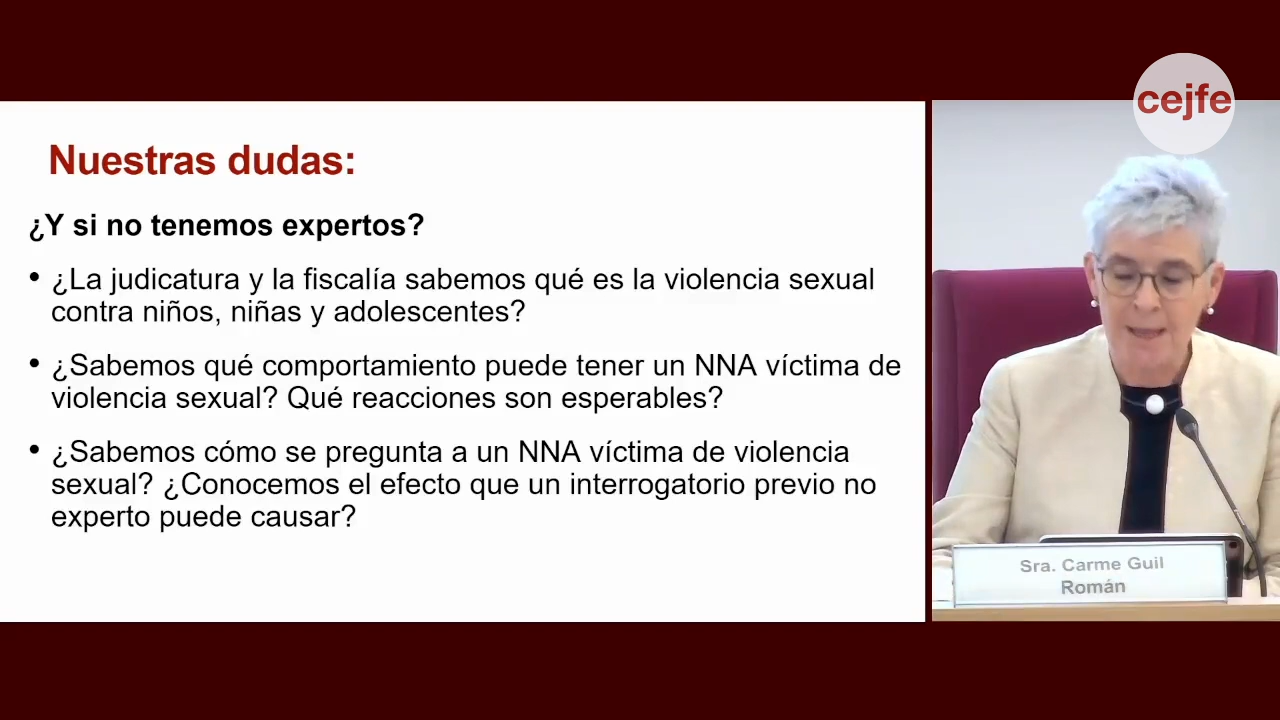 cejfe
Nuestras dudas:
¿Y si no tenemos expertos?
• ¿La judicatura y la fiscalía sabemos qué es la violencia sexual
contra niños, niñas y adolescentes?
• ¿Sabemos qué comportamiento puede tener un NNA víctima de
violencia sexual? Qué reacciones son esperables?
• ¿Sabemos cómo se pregunta a un NNA víctima de violencia
sexual? ¿Conocemos el efecto que un interrogatorio previo no
experto puede causar?
Sra. Carme Guil
Román